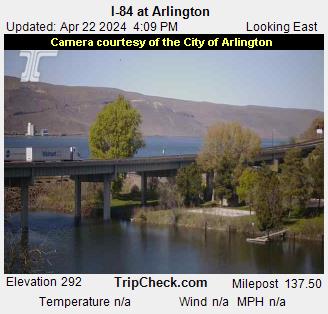 I-84 at Arlington
Updated: Apr 22 2024 4:09 PM Looking East
Camera courtesy of the City of Arlington
Walmart
Elevation 292 TripCheck.com Milepost 137.50
Temperature n/a Wind n/a MPH n/a